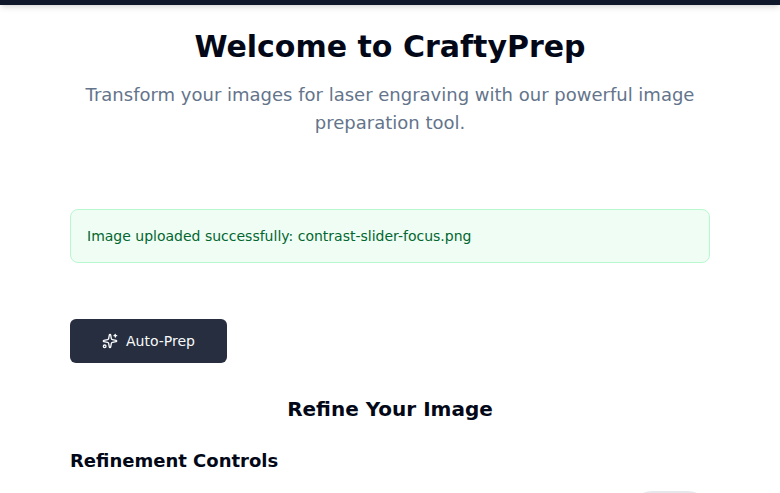 Welcome to CraftyPrep
Transform your images for laser engraving with our powerful image
preparation tool.
Image uploaded successfully: contrast-slider-focus.png
Auto-Prep
Refine Your Image
Refinement Controls